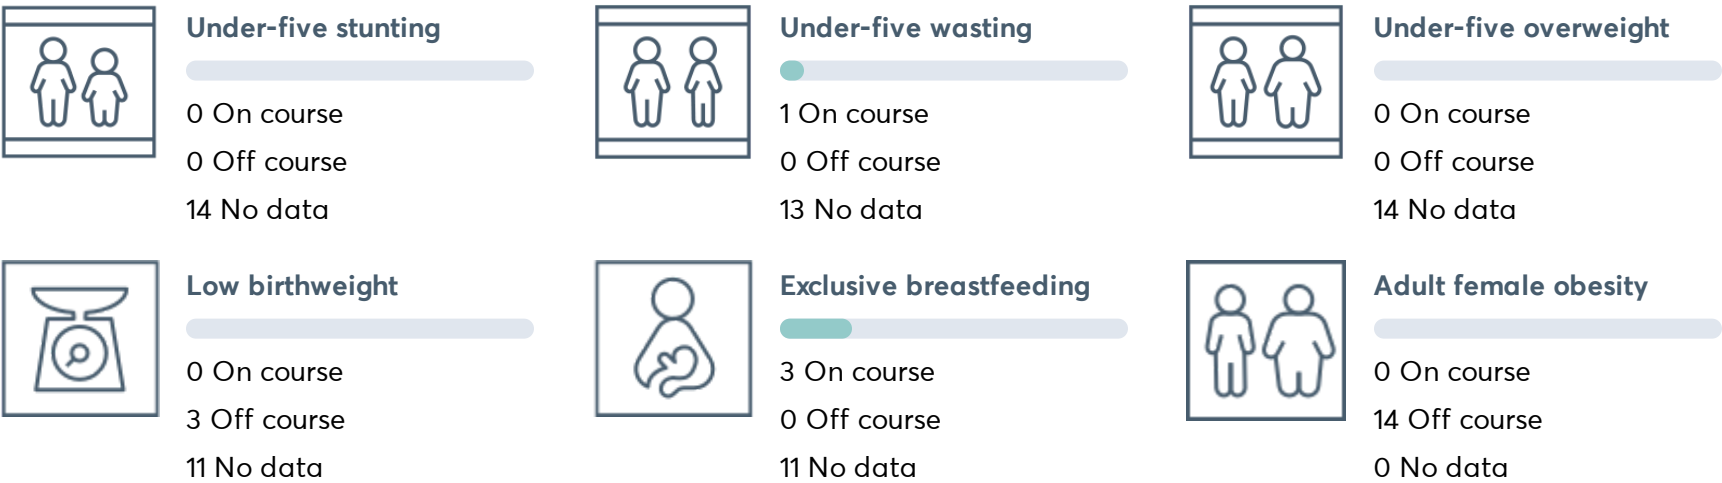 Under-five stunting
0 On course
0 Off course
14 No data
Under-five wasting
1 On course
0 Off course
13 No data
Under-five overweight
0 On course
0 Off course
14 No data
Low birthweight
0 On course
3 Off course
11 No data
Exclusive breastfeeding
3 On course
0 Off course
11 No data
Adult female obesity
0 On course
14 Off course
0 No data